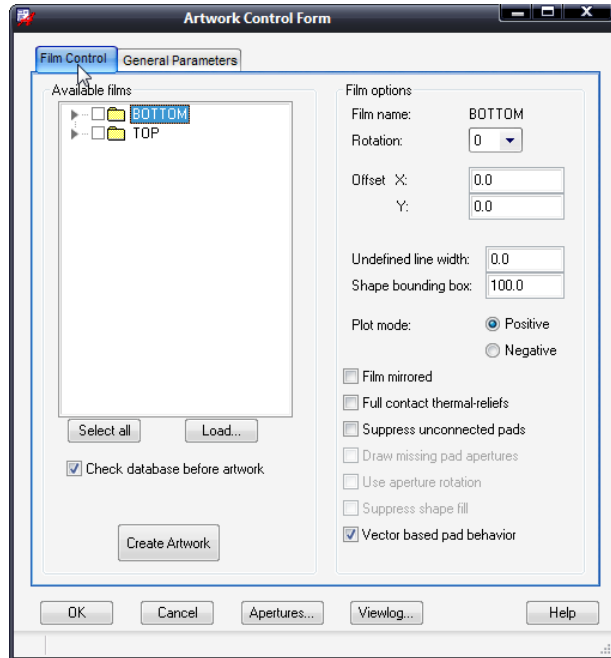 Artwork Control Form
Film Control
General Parameters
Available films
BOTTOM
TOP
Select all
Load...
Check database before artwork
Create Artwork
Film options
Film name: BOTTOM
Rotation: 0
Offset X: 0.0
Y: 0.0
Undefined line width: 0.0
Shape bounding box: 100.0
Plot mode: Positive
Negative
Film mirrored
Full contact thermal-reliefs
Suppress unconnected pads
Draw missing pad apertures
Use aperture rotation
Suppress shape fill
Vector based pad behavior
OK
Cancel
Apertures...
Viewlog...
Help